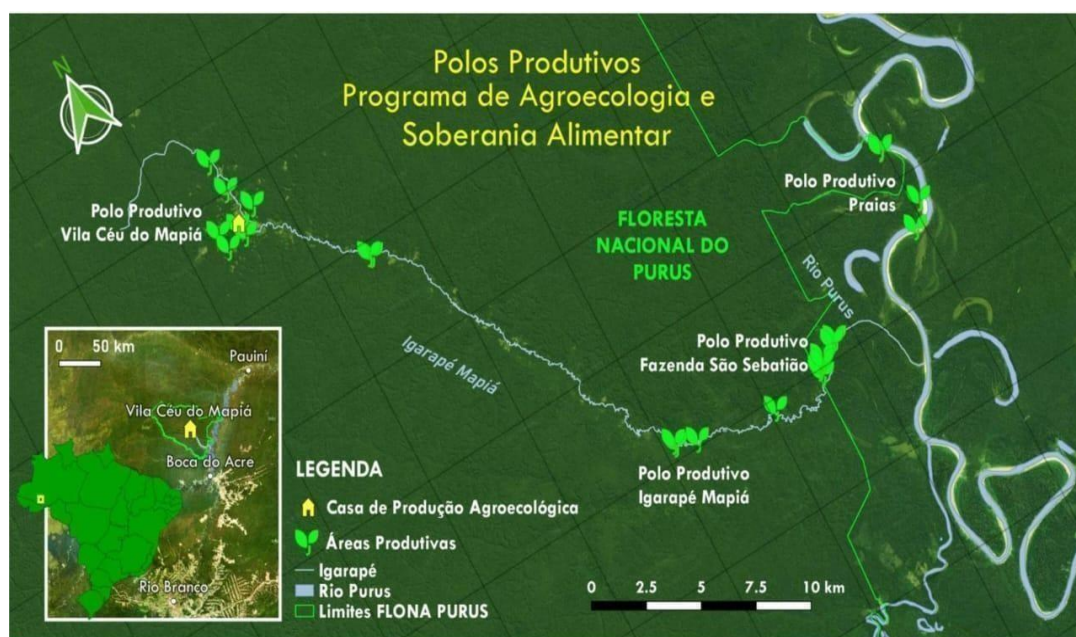 N
Polos Produtivos
Programa de Agroecologia e
Soberania Alimentar
Polo Produtivo
Vila Céu do Mapiá
Polo Produtivo
Praias
FLORESTA
NACIONAL DO
PURUS
Rio Purus
Polo Produtivo
Fazenda São Sebatião
Igarapé Mapiá
Polo Produtivo
Igarapé Mapiá
0 50 km
Pauiní
Vila Céu do Mapiá
Boca do Acre
Rio Branco
LEGENDA
Casa de Produção Agroecológica
Áreas Produtivas
Igarapé
Rio Purus
Limites FLONA PURUS
0 2.5 5 7.5 10 km